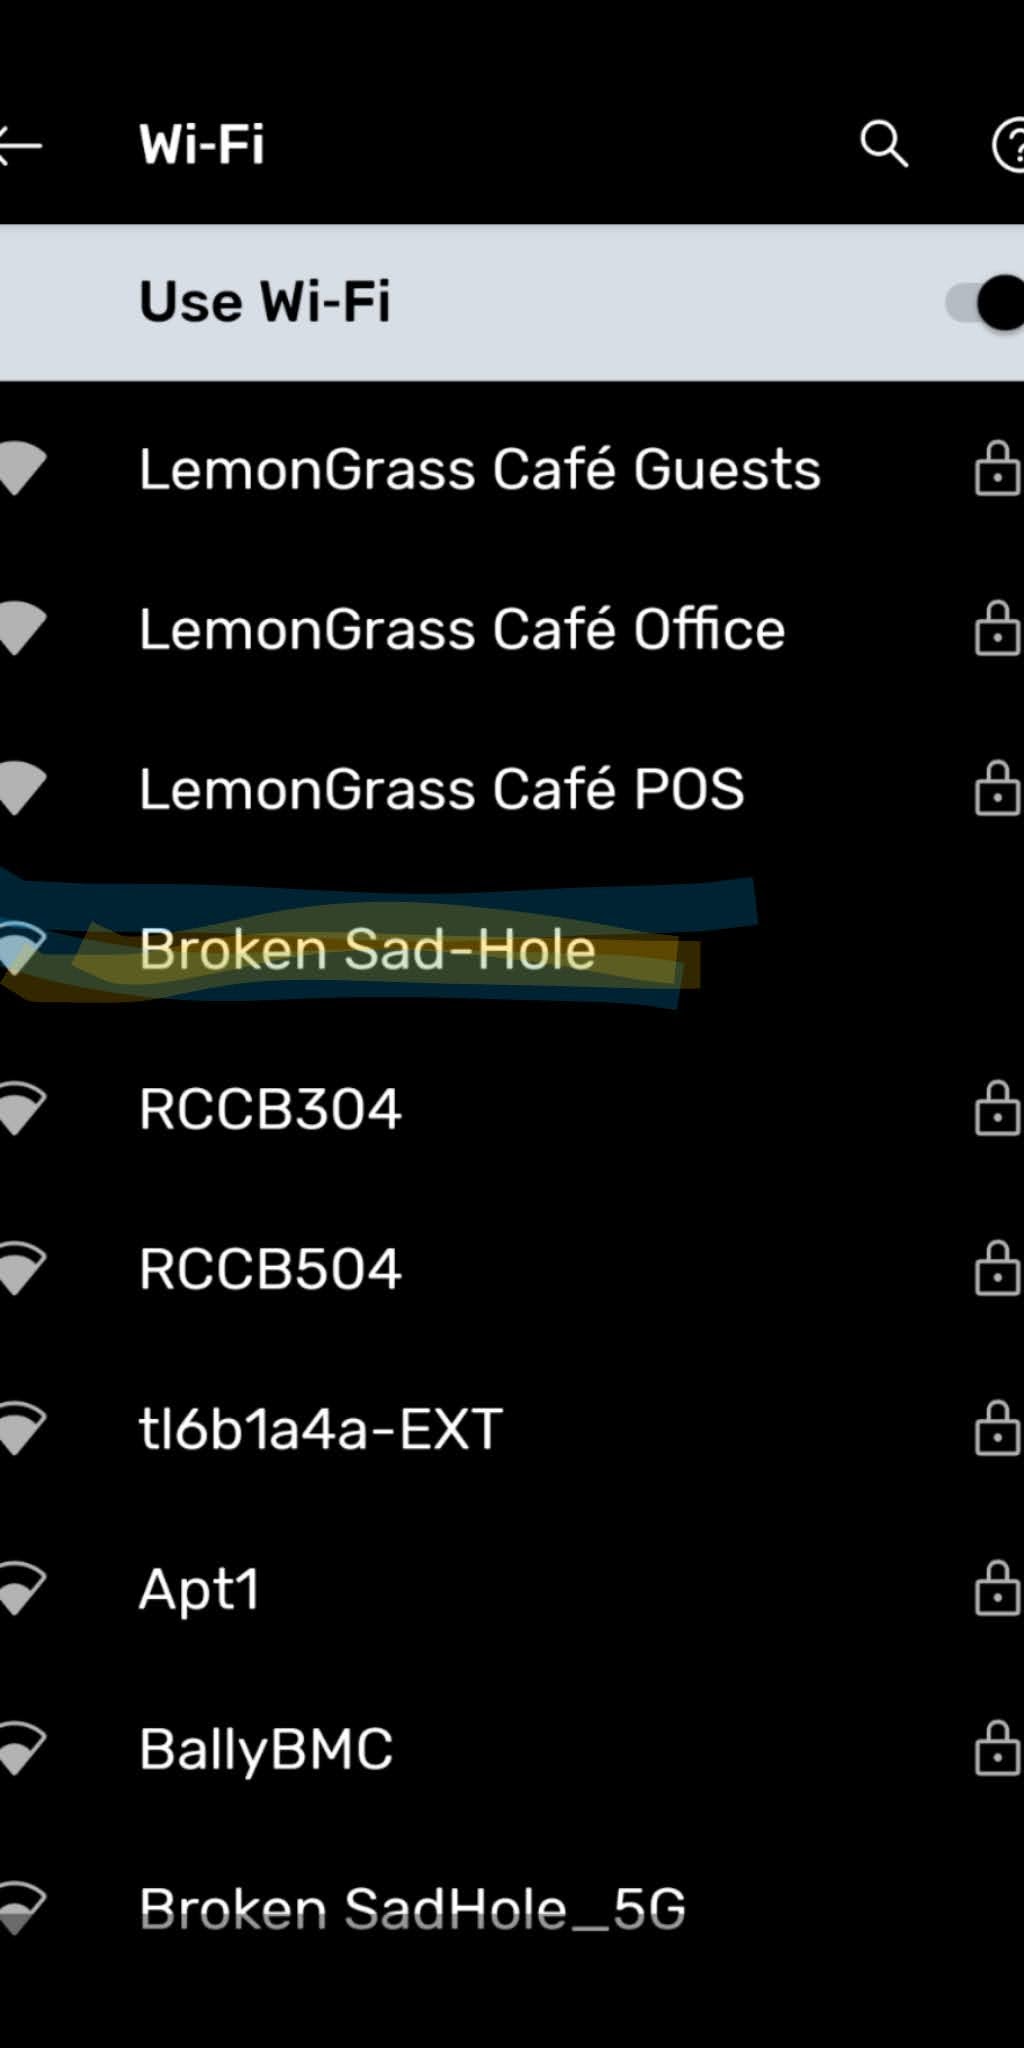 Wi-Fi
Use Wi-Fi
LemonGrass Café Guests
LemonGrass Café Office
LemonGrass Café POS
Broken Sad-Hole
RCCB304
RCCB504
tl6b1a4a-EXT
Apt1
BallyBMC
Broken SadHole_5G